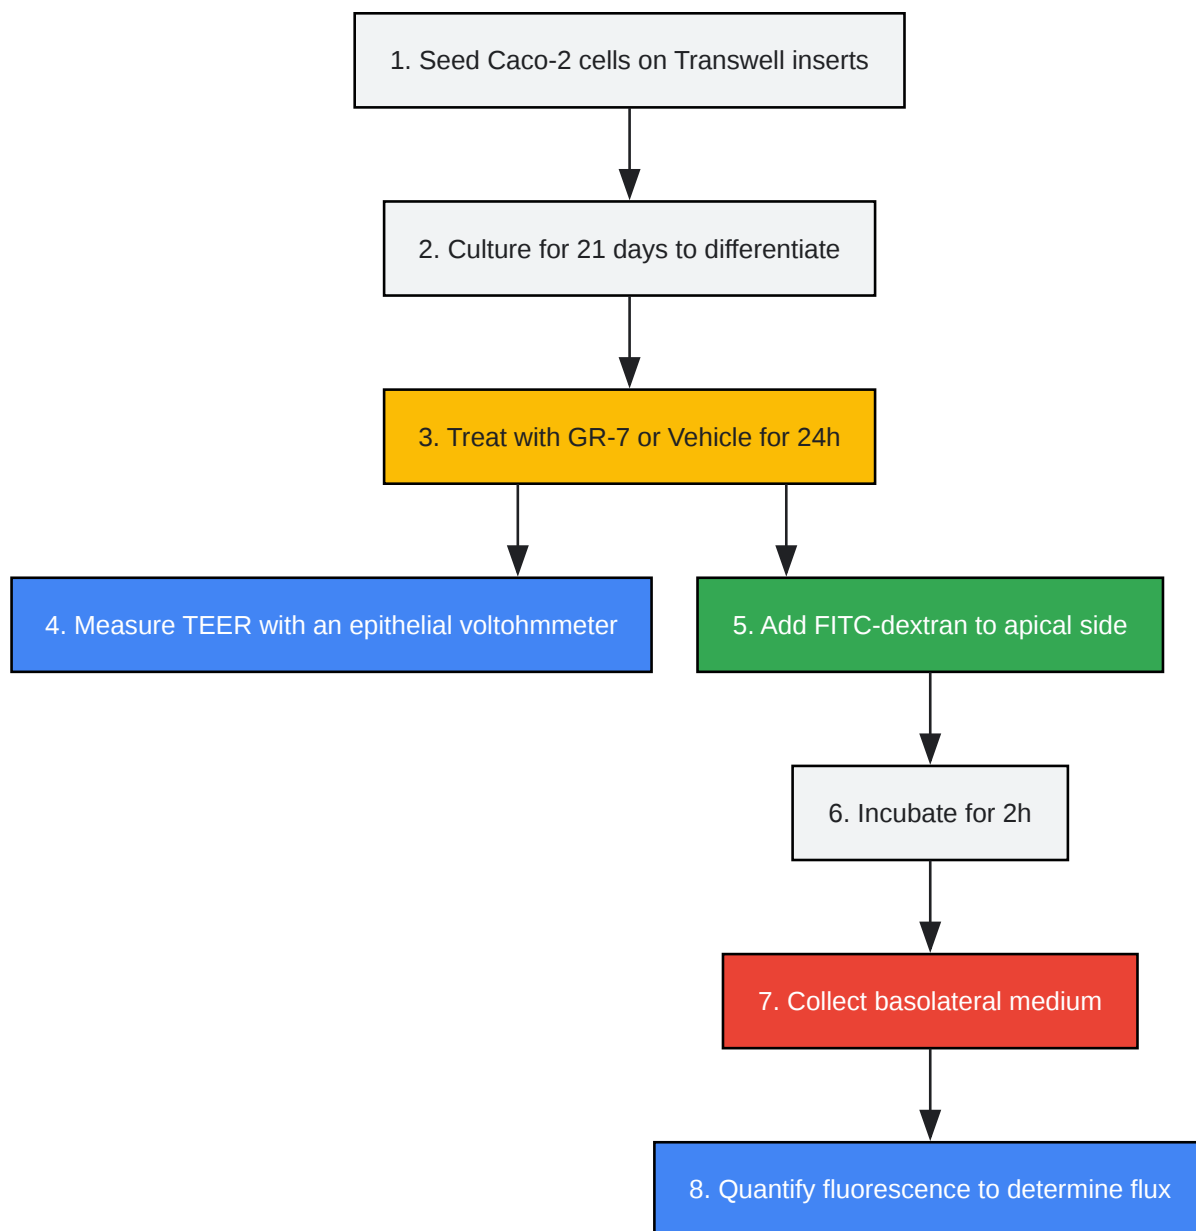 1. Seed Caco-2 cells on Transwell inserts
2. Culture for 21 days to differentiate
3. Treat with GR-7 or Vehicle for 24h
4. Measure TEER with an epithelial voltohmmeter
5. Add FITC-dextran to apical side
6. Incubate for 2h
7. Collect basolateral medium
8. Quantify fluorescence to determine flux